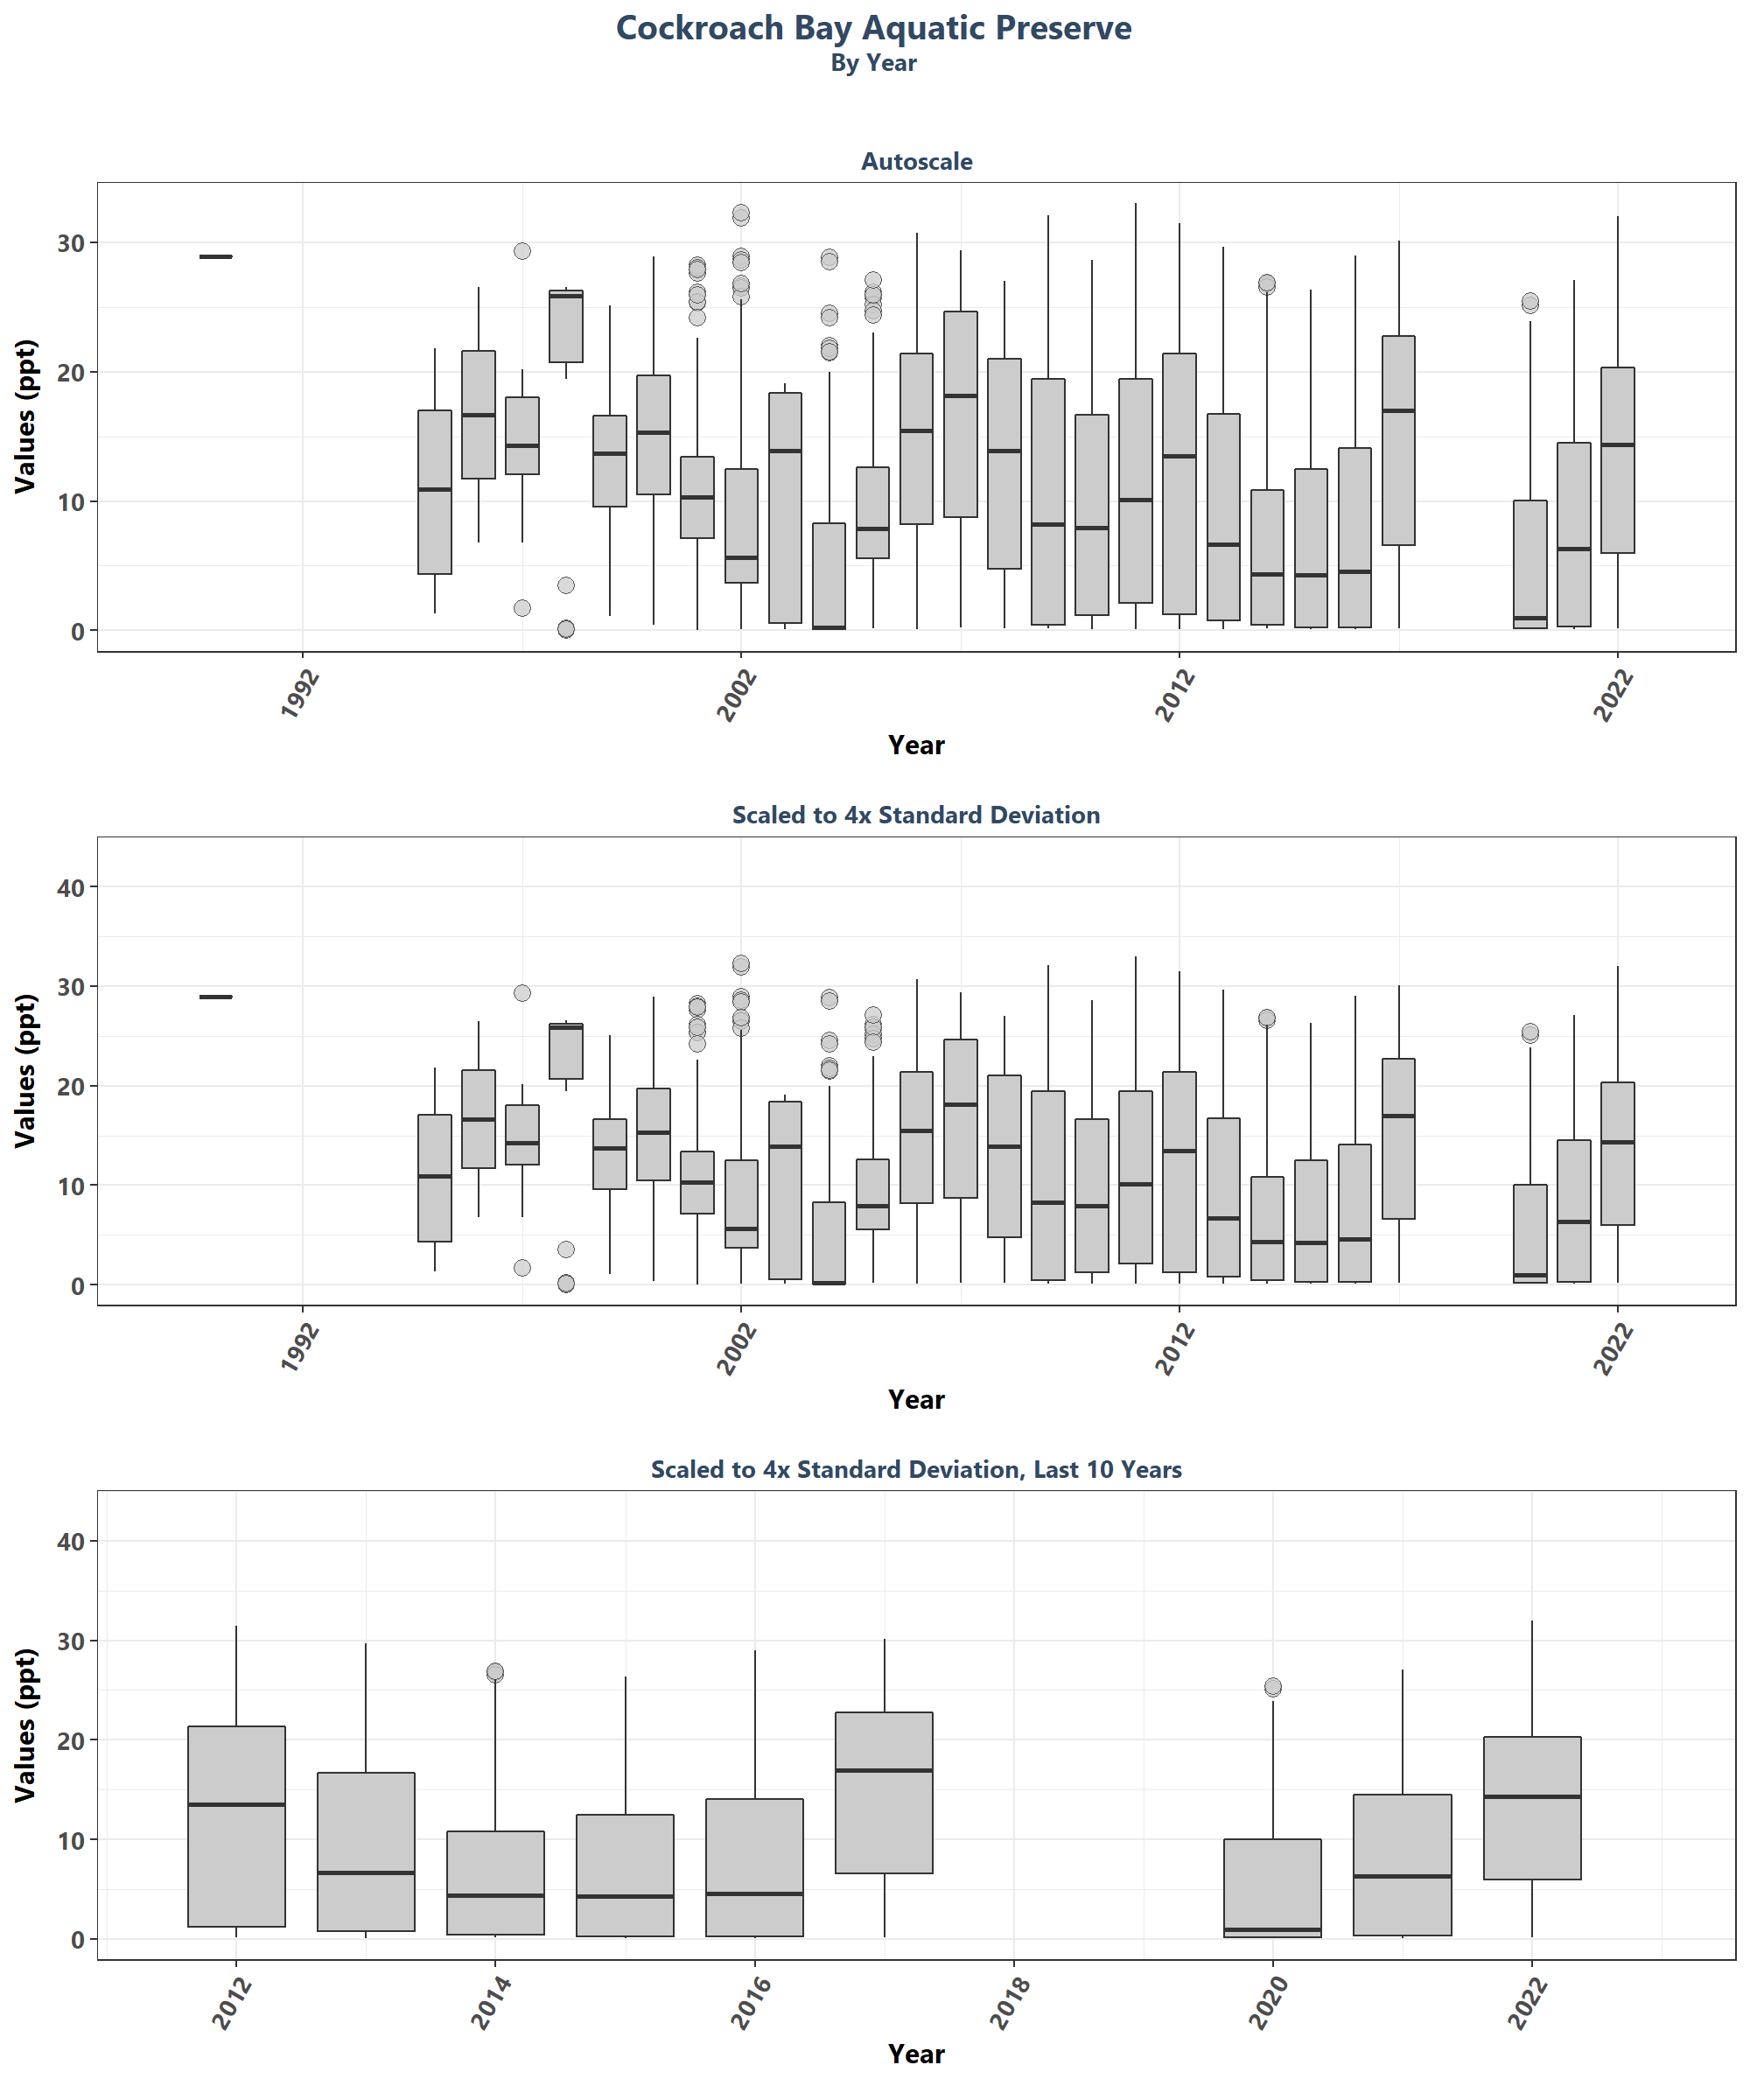 Cockroach Bay Aquatic Preserve
By Year
Autoscale
Values (ppt)
30
20
10
0
1992
2002
2012
2022
Year
Scaled to 4x Standard Deviation
Values (ppt)
40
30
20
10
0
1992
2002
2012
2022
Year
Scaled to 4x Standard Deviation, Last 10 Years
Values (ppt)
40
30
20
10
0
2012
2014
2016
2018
2020
2022
Year